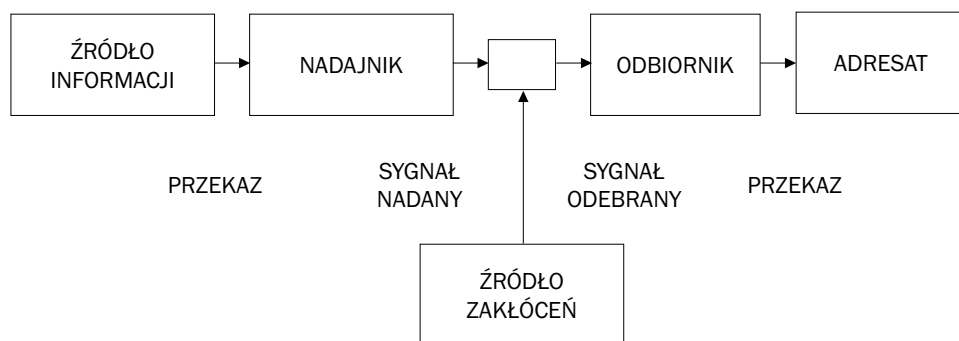 ŹRÓDŁO
INFORMACJI
NADAJNIK
ODBIORNIK
ADRESAT
PRZEKAZ
SYGNAŁ
NADANY
SYGNAŁ
ODEBRANY
PRZEKAZ
ŹRÓDŁO
ZAKŁÓCEŃ